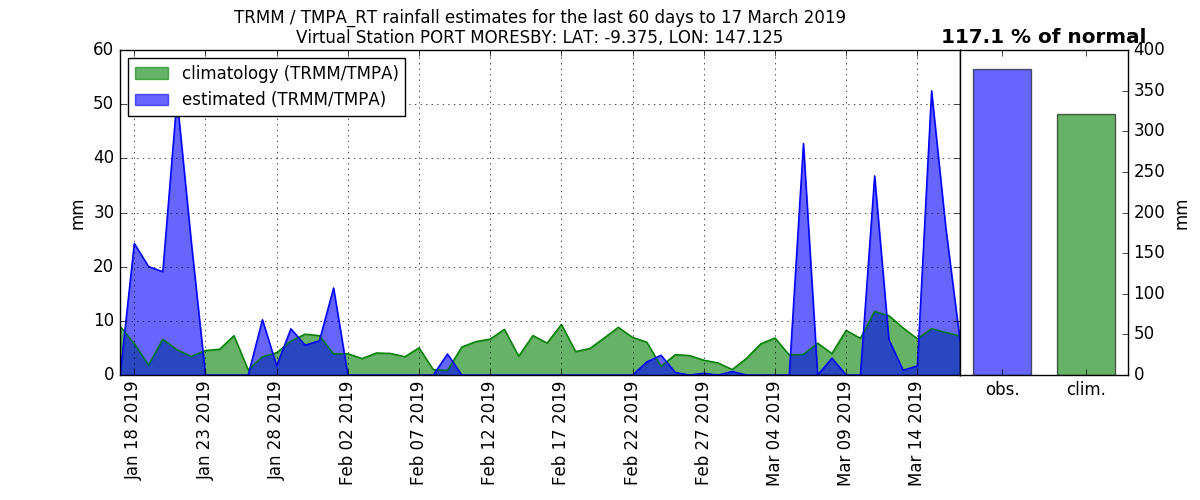 TRMM / TMPA_RT rainfall estimates for the last 60 days to 17 March 2019
Virtual Station PORT MORESBY: LAT: -9.375, LON: 147.125
117.1 % of normal
climatology (TRMM/TMPA)
estimated (TRMM/TMPA)
60
50
40
30
20
10
0
mm
Jan 18 2019
Jan 23 2019
Jan 28 2019
Feb 02 2019
Feb 07 2019
Feb 12 2019
Feb 17 2019
Feb 22 2019
Feb 27 2019
Mar 04 2019
Mar 09 2019
Mar 14 2019
obs.
clim.
400
350
300
250
200
150
100
50
0
mm